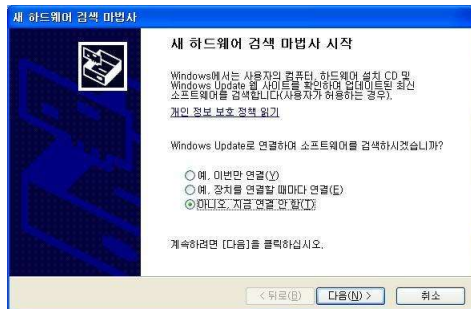 새 하드웨어 검색 마법사
새 하드웨어 검색 마법사 시작
Windows에서는 사용자의 컴퓨터, 하드웨어 설치 CD 및
Windows Update 웹 사이트를 확인하여 업데이트된 최신
소프트웨어를 검색합니다(사용자가 허용하는 경우).
개인 정보 보호 정책 읽기
Windows Update로 연결하여 소프트웨어를 검색하시겠습니까?
예, 이번만 연결(Y)
예, 장치를 연결할 때마다 연결(E)
아니오, 지금 연결 안 함(T)
계속하려면 [다음]을 클릭하십시오.
< 뒤로(B) 다음(N) > 취소